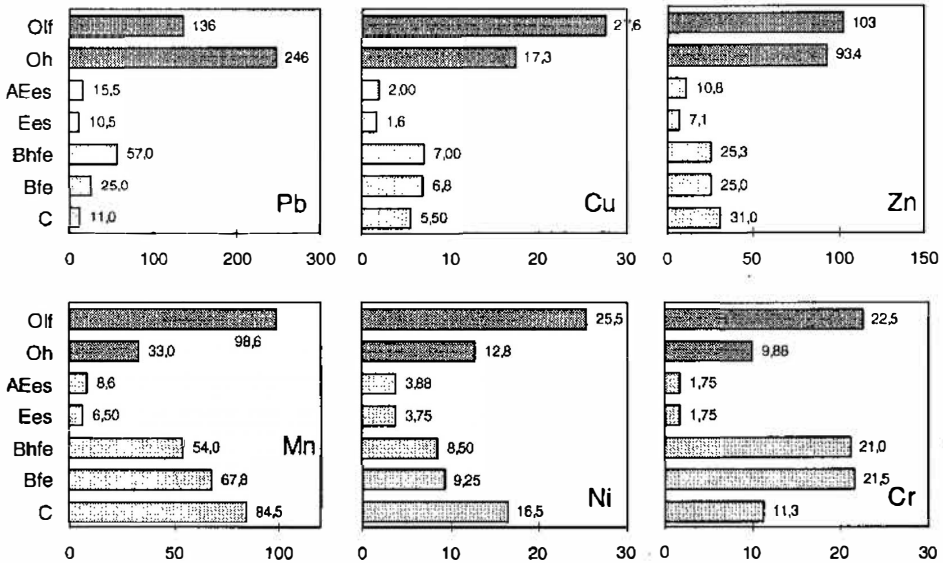 Olf 136 27,6 103
Oh 246 17,3 93,4
AEes 15,5 2,00 10,8
Ees 10,5 1,6 7,1
Bhfe 57,0 7,00 25,3
Bfe 25,0 6,8 25,0
C 11,0 Pb 5,50 Cu 31,0 Zn
0 100 200 300 0 10 20 30 0 50 100 150
Olf 98,6 25,5 22,5
Oh 33,0 12,8 9,88
AEes 8,6 3,88 1,75
Ees 6,50 3,75 1,75
Bhfe 54,0 Mn 8,50 21,0
Bfe 67,8 9,25 Ni 21,5 Cr
C 84,5 16,5 11,3
0 50 100 0 10 20 30 0 10 20 30